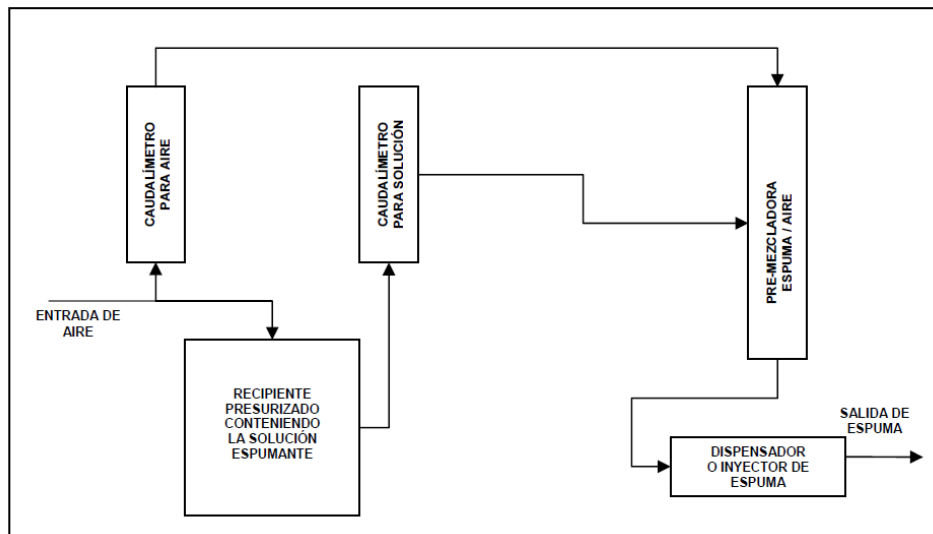 CAUDALÍMETRO
PARA AIRE
CAUDALÍMETRO
PARA SOLUCIÓN
PRE-MEZCLADORA
ESPUMA / AIRE
ENTRADA DE
AIRE
RECIPIENTE
PRESURIZADO
CONTENIENDO
LA SOLUCIÓN
ESPUMANTE
SALIDA DE
ESPUMA
DISPENSADOR
O INYECTOR DE
ESPUMA